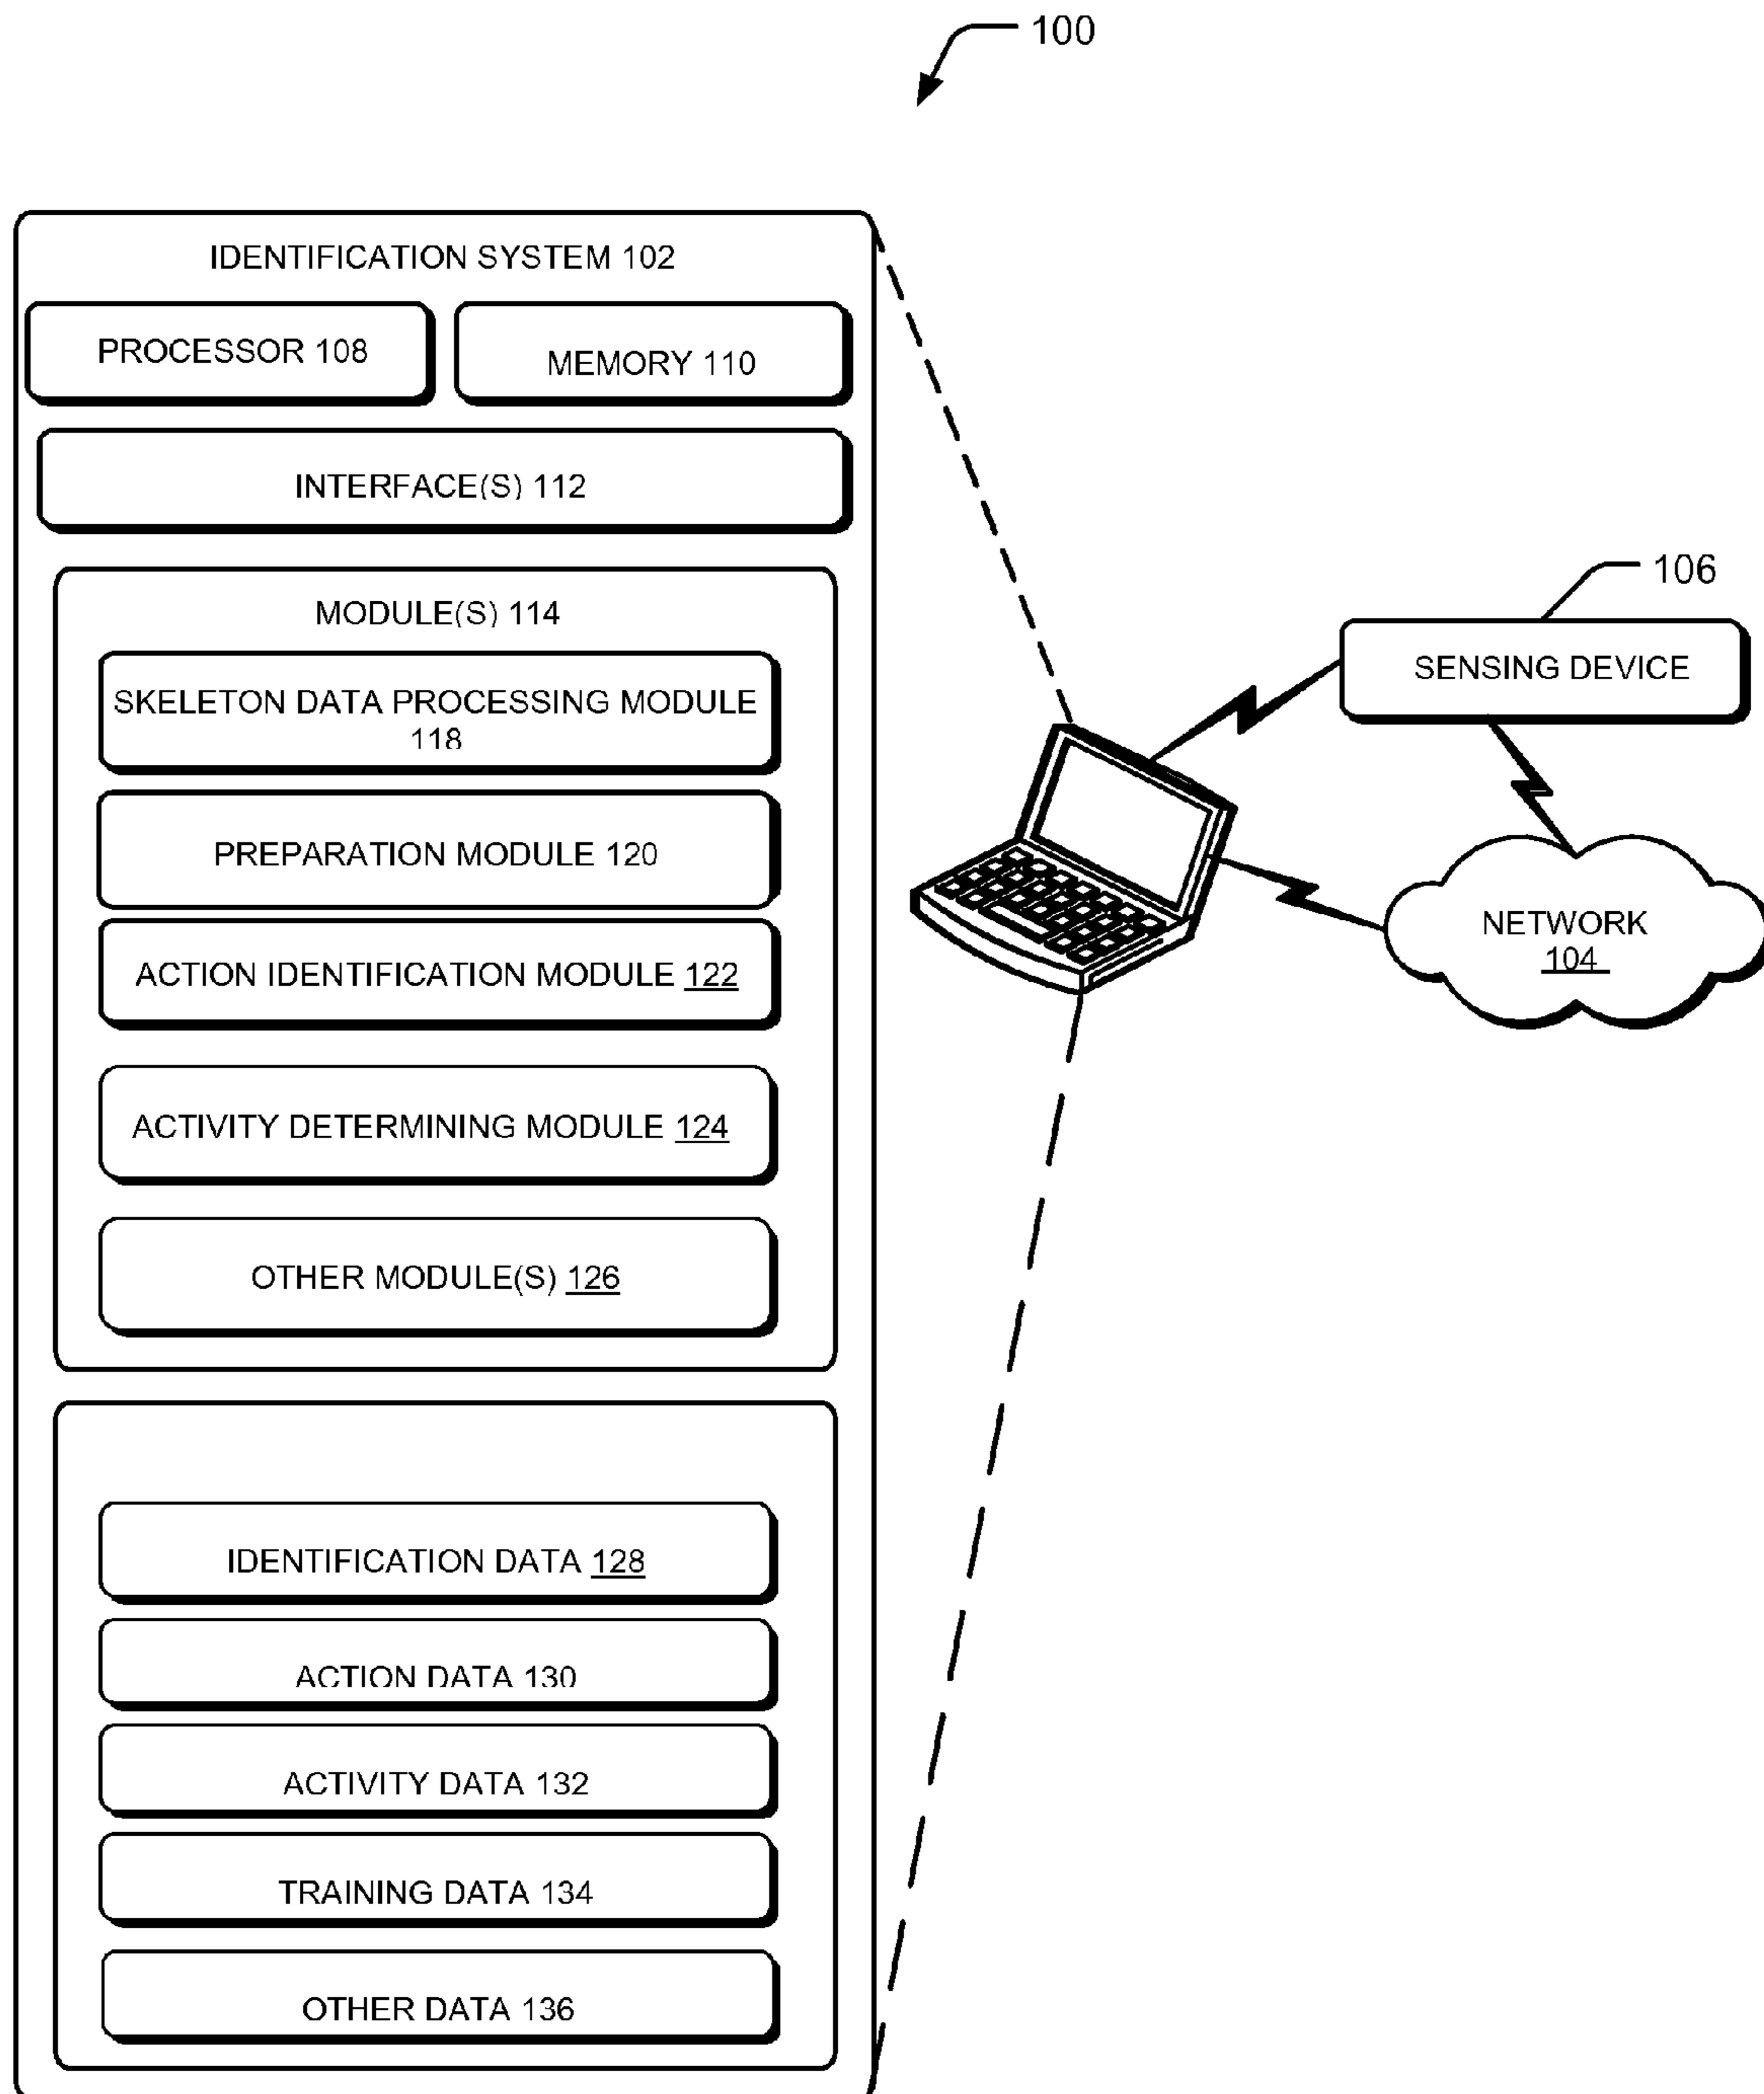 100
IDENTIFICATION SYSTEM 102
PROCESSOR 108
MEMORY 110
INTERFACE(S) 112
MODULE(S) 114
SKELETON DATA PROCESSING MODULE
118
PREPARATION MODULE 120
ACTION IDENTIFICATION MODULE 122
ACTIVITY DETERMINING MODULE 124
OTHER MODULE(S) 126
IDENTIFICATION DATA 128
ACTION DATA 130
ACTIVITY DATA 132
TRAINING DATA 134
OTHER DATA 136
106
SENSING DEVICE
NETWORK
104